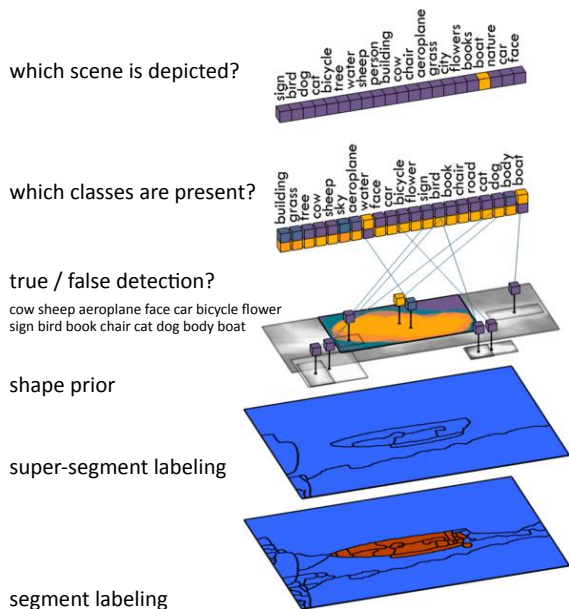 sign bird dog cat bicycle tree water sheep person building cow chair aeroplane grass city flowers books boat nature car face
which scene is depicted?
building grass tree cow sheep sky aeroplane water face car bicycle flower sign bird book chair road cat dog body boat
which classes are present?
true / false detection?
cow sheep aeroplane face car bicycle flower
sign bird book chair cat dog body boat
shape prior
super-segment labeling
segment labeling